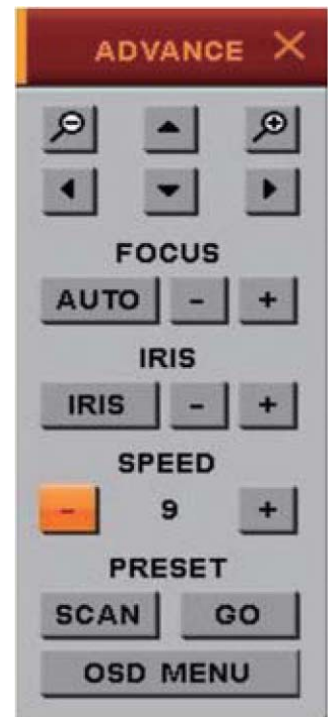 ADVANCE ×
FOCUS
AUTO - +
IRIS
IRIS - +
SPEED
- 9 +
PRESET
SCAN GO
OSD MENU